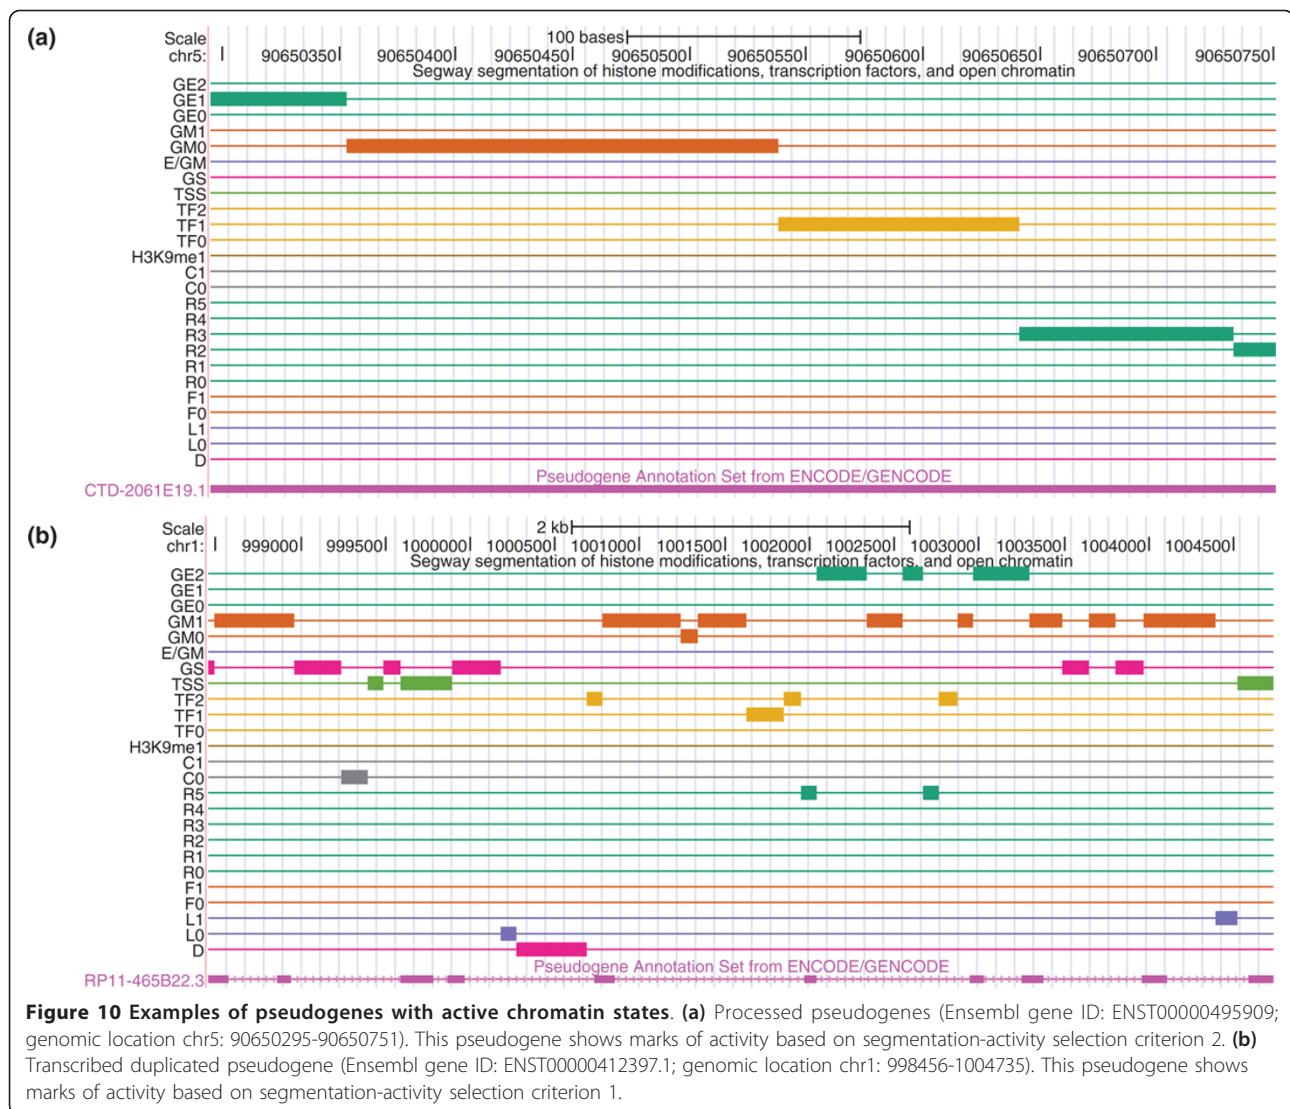 (a)
Scale 100 bases
chr5: 90650350 90650400 90650450 90650500 90650550 90650600 90650650 90650700 90650750
Segway segmentation of histone modifications, transcription factors, and open chromatin
GE2
GE1
GE0
GM1
GM0
E/GM
GS
TSS
TF2
TF1
TF0
H3K9me1
C1
C0
R5
R4
R3
R2
R1
R0
F1
F0
L1
L0
D
Pseudogene Annotation Set from ENCODE/GENCODE
CTD-2061E19.1
(b)
Scale 2 kb
chr1: 999000 999500 1000000 1000500 1001000 1001500 1002000 1002500 1003000 1003500 1004000 1004500
Segway segmentation of histone modifications, transcription factors, and open chromatin
GE2
GE1
GE0
GM1
GM0
E/GM
GS
TSS
TF2
TF1
TF0
H3K9me1
C1
C0
R5
R4
R3
R2
R1
R0
F1
F0
L1
L0
D
Pseudogene Annotation Set from ENCODE/GENCODE
RP11-465B22.3
Figure 10 Examples of pseudogenes with active chromatin states. (a) Processed pseudogenes (Ensembl gene ID: ENST00000495909;
genomic location chr5: 90650295-90650751). This pseudogene shows marks of activity based on segmentation-activity selection criterion 2. (b)
Transcribed duplicated pseudogene (Ensembl gene ID: ENST00000412397.1; genomic location chr1: 998456-1004735). This pseudogene shows
marks of activity based on segmentation-activity selection criterion 1.